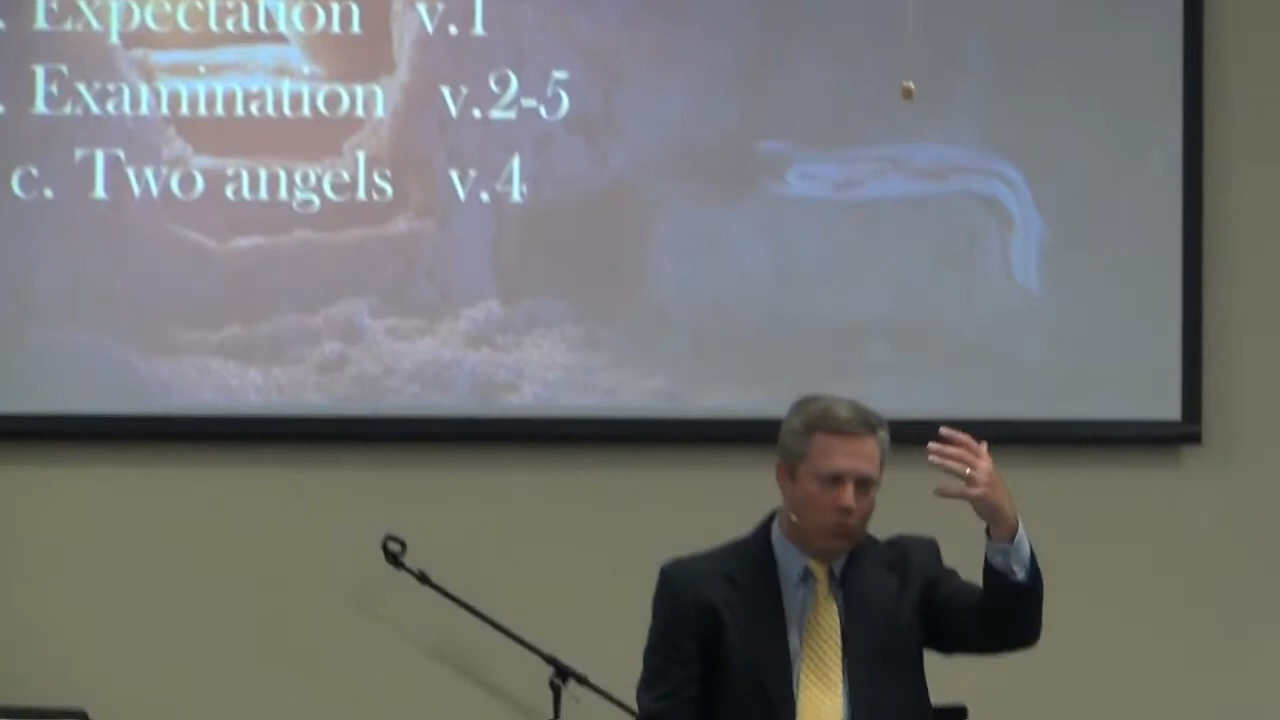 . Expectation v.1
. Examination v.2-5
c. Two angels v.4